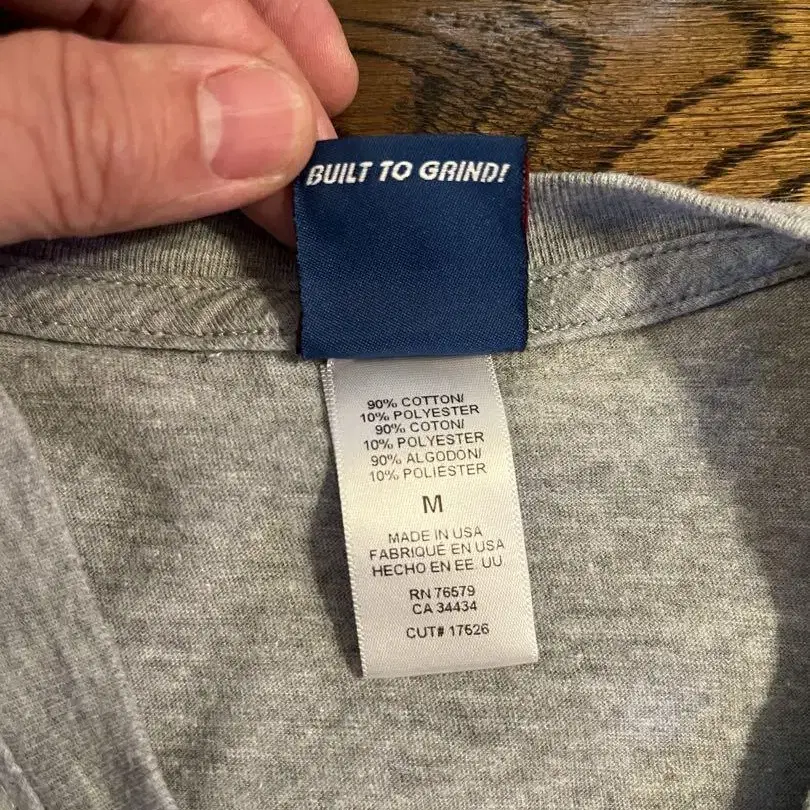 BUILT TO GRIND!
90% COTTON/
10% POLYESTER
90% COTON/
10% POLYESTER
90% ALGODÓN/
10% POLIESTER
M
MADE IN USA
FABRIQUÉ EN USA
HECHO EN EE UU
RN 76579
CA 34434
CUT# 17526